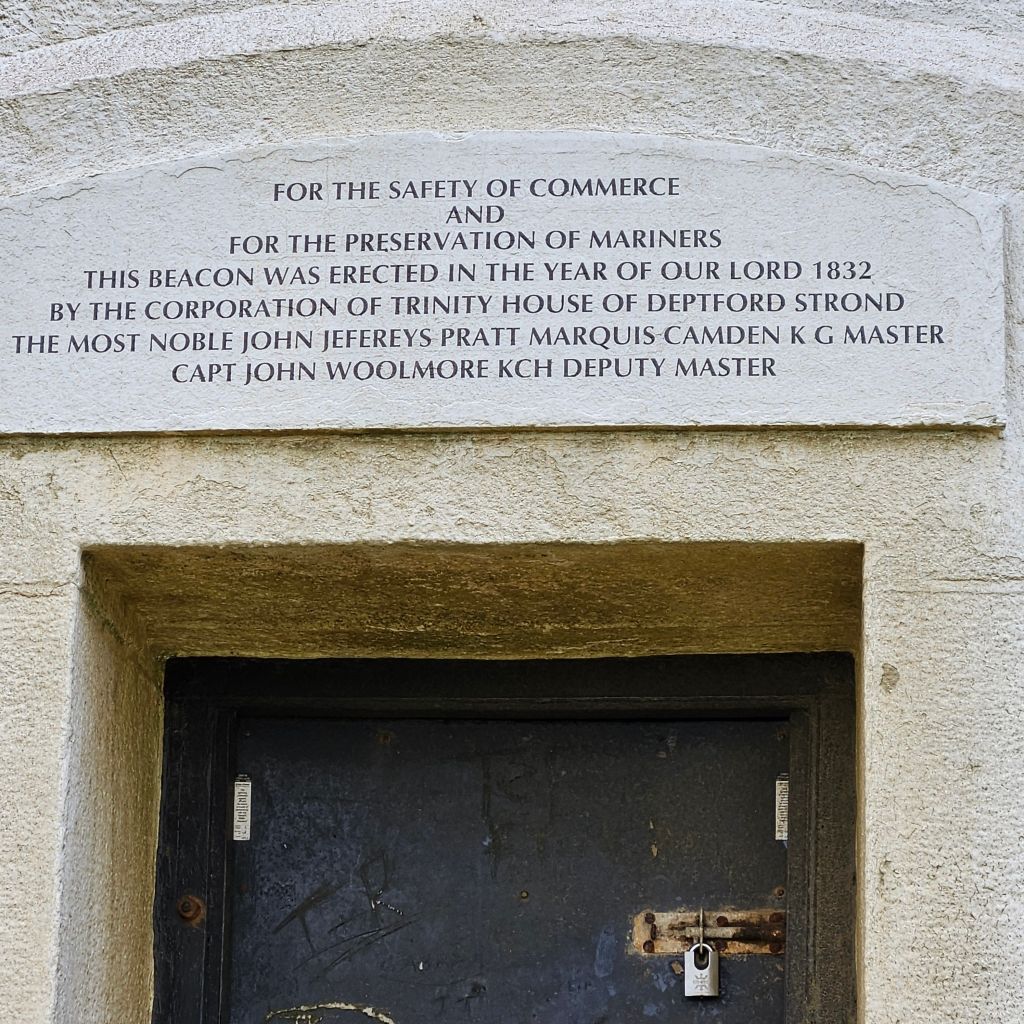 FOR THE SAFETY OF COMMERCE
AND
FOR THE PRESERVATION OF MARINERS
THIS BEACON WAS ERECTED IN THE YEAR OF OUR LORD 1832
BY THE CORPORATION OF TRINITY HOUSE OF DEPTFORD STROND
THE MOST NOBLE JOHN JEFEREYS PRATT MARQUIS CAMDEN K G MASTER
CAPT JOHN WOOLMORE KCH DEPUTY MASTER